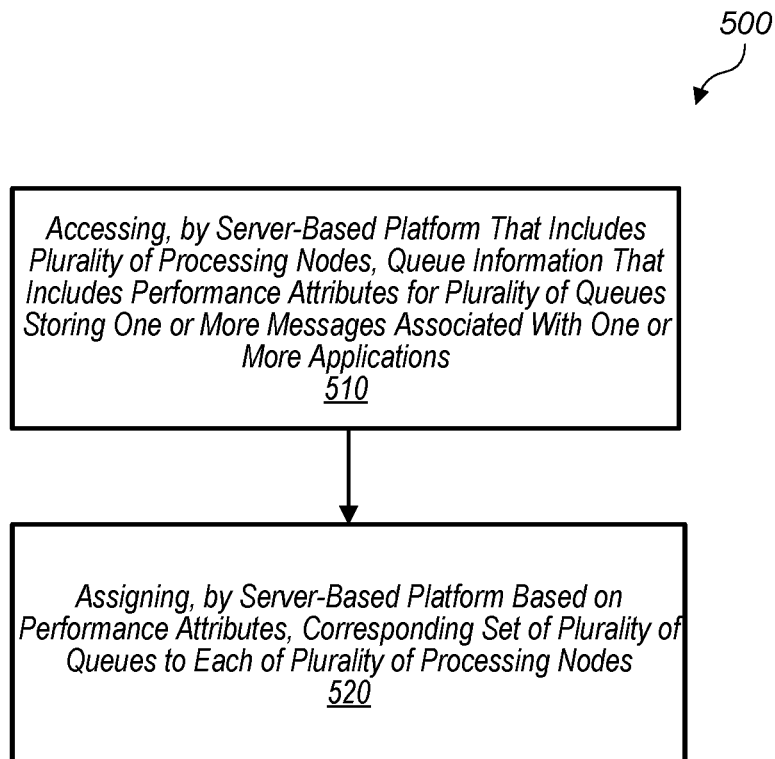 500
Accessing, by Server-Based Platform That Includes
Plurality of Processing Nodes, Queue Information That
Includes Performance Attributes for Plurality of Queues
Storing One or More Messages Associated With One or
More Applications
510
Assigning, by Server-Based Platform Based on
Performance Attributes, Corresponding Set of Plurality of
Queues to Each of Plurality of Processing Nodes
520